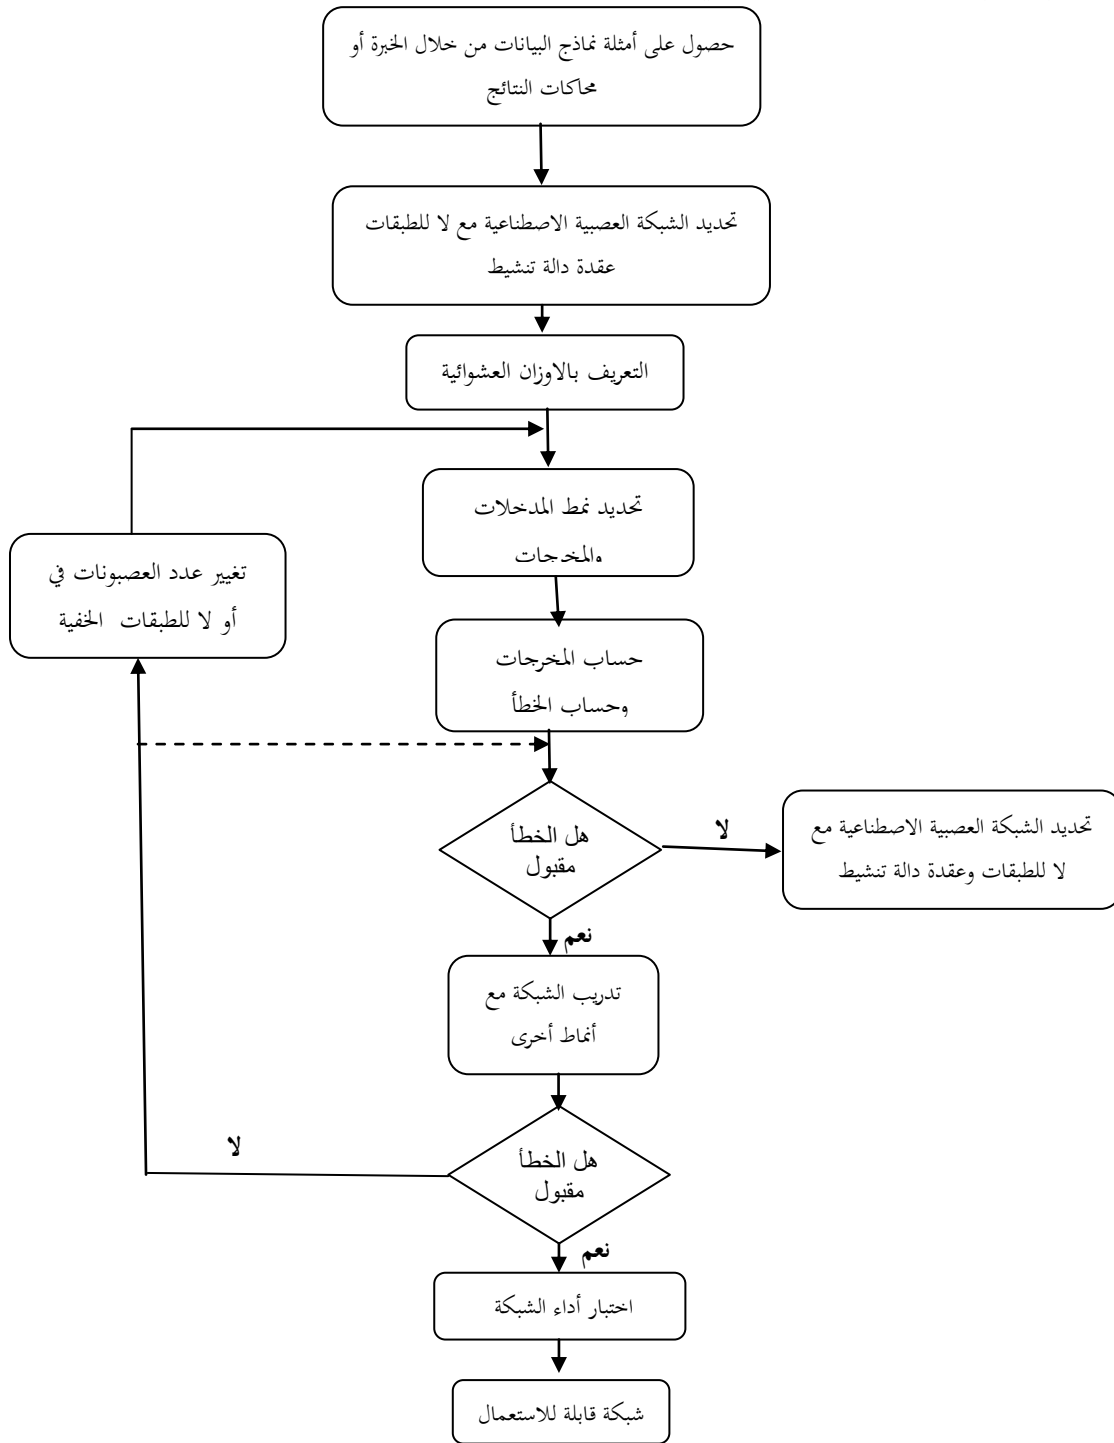 حصول على أمثلة نماذج البيانات من خلال الخبرة أو
محاكات النتائج
تحديد الشبكة العصبية الاصطناعية مع لا للطبقات
عقدة دالة تنشيط
التعريف بالاوزان العشوائية
تحديد نمط المدخلات
والمخرجات
تغيير عدد العصبونات في
أو لا للطبقات الخفية
حساب المخرجات
وحساب الخطأ
هل الخطأ
مقبول
لا
تحديد الشبكة العصبية الاصطناعية مع
لا للطبقات وعقدة دالة تنشيط
نعم
تدريب الشبكة مع
أنماط أخرى
هل الخطأ
مقبول
لا
نعم
اختبار أداء الشبكة
شبكة قابلة للاستعمال